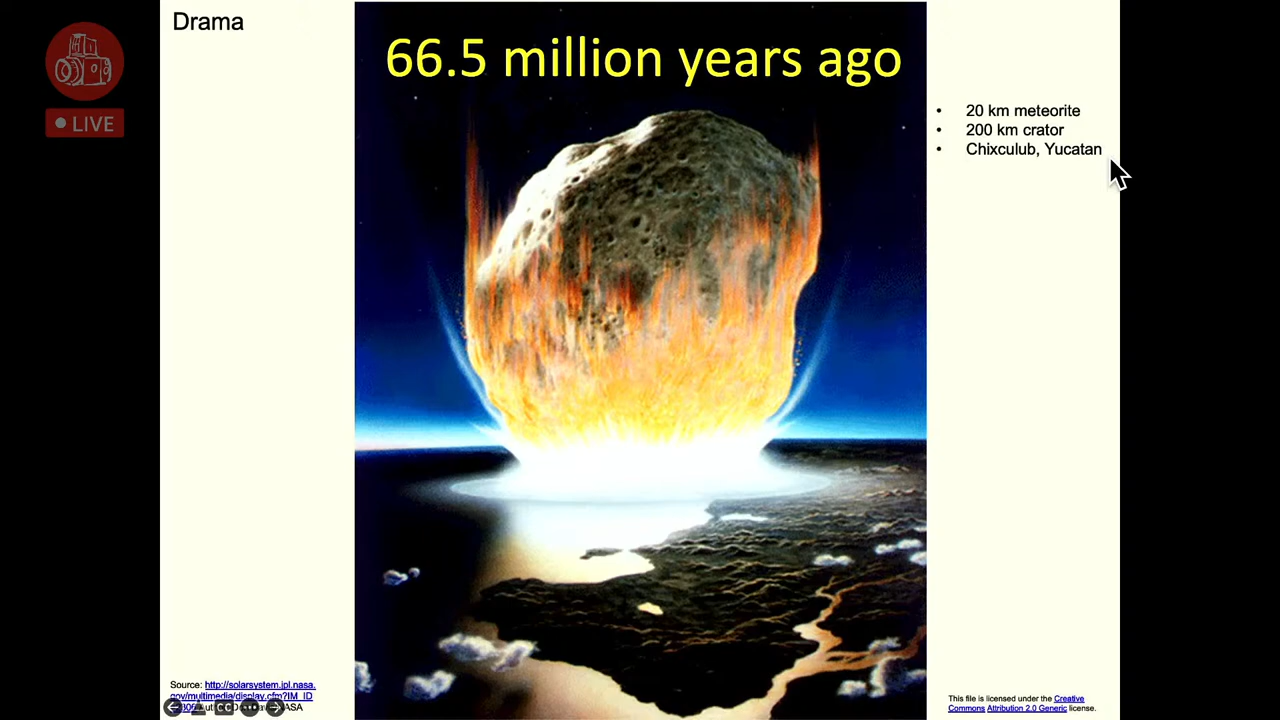 Drama
LIVE
66.5 million years ago
• 20 km meteorite
• 200 km crator
• Chixculub, Yucatan
Source: http://solarsystem.jpl.nasa.
gov/multimedia/display.cfm?IM_ID
CC
This file is licensed under the Creative
Commons Attribution 2.0 Generic license.